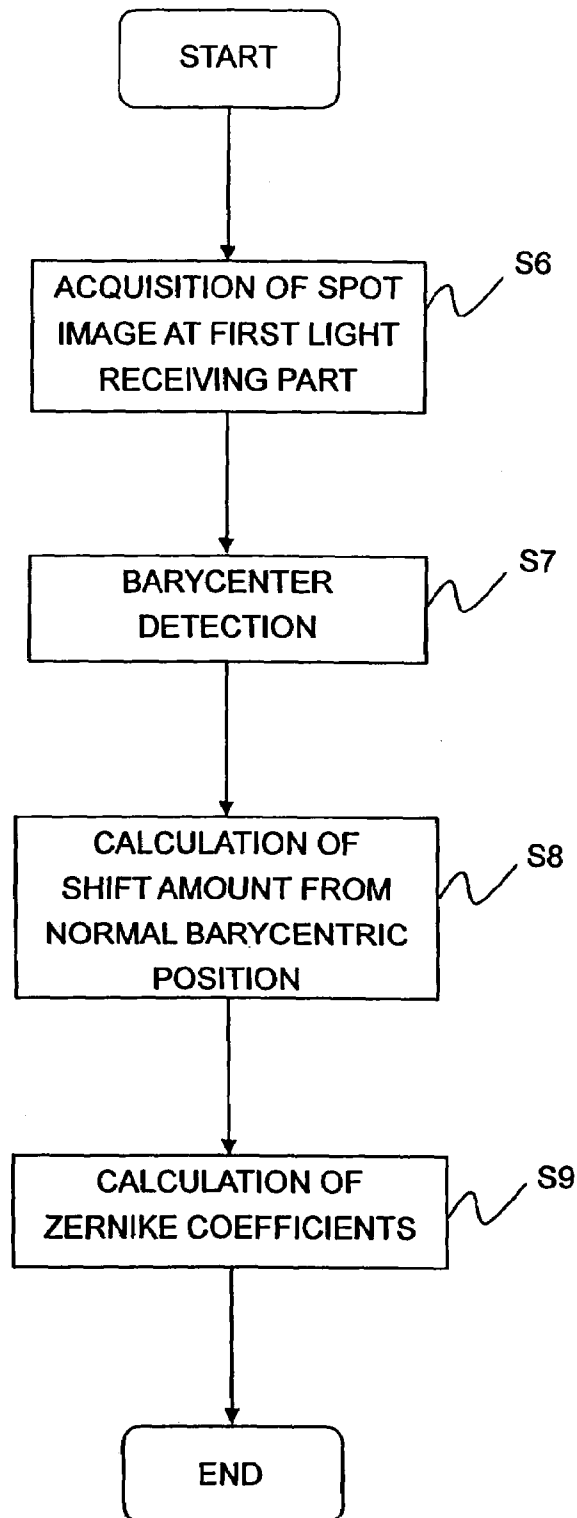 START
S6
ACQUISITION OF SPOT
IMAGE AT FIRST LIGHT
RECEIVING PART
S7
BARYCENTER
DETECTION
S8
CALCULATION OF
SHIFT AMOUNT FROM
NORMAL BARYCENTRIC
POSITION
S9
CALCULATION OF
ZERNIKE COEFFICIENTS
END